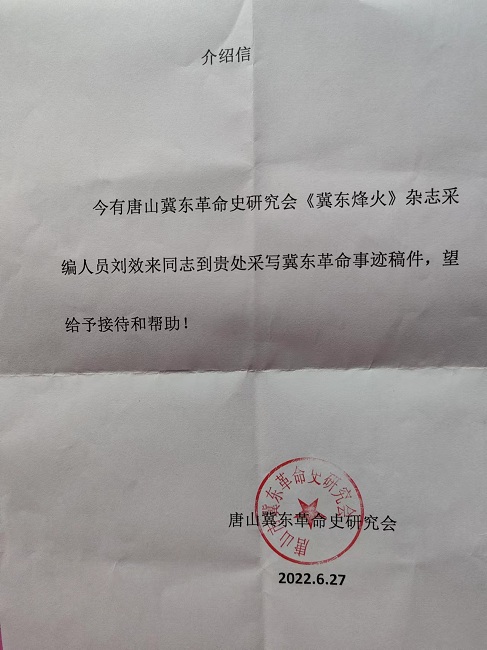 介绍信
今有唐山冀东革命史研究会《冀东烽火》杂志采
编人员刘效来同志到贵处采写冀东革命事迹稿件，望
给予接待和帮助！
唐山市冀东革命史研究会
唐山冀东革命史研究会
2022.6.27